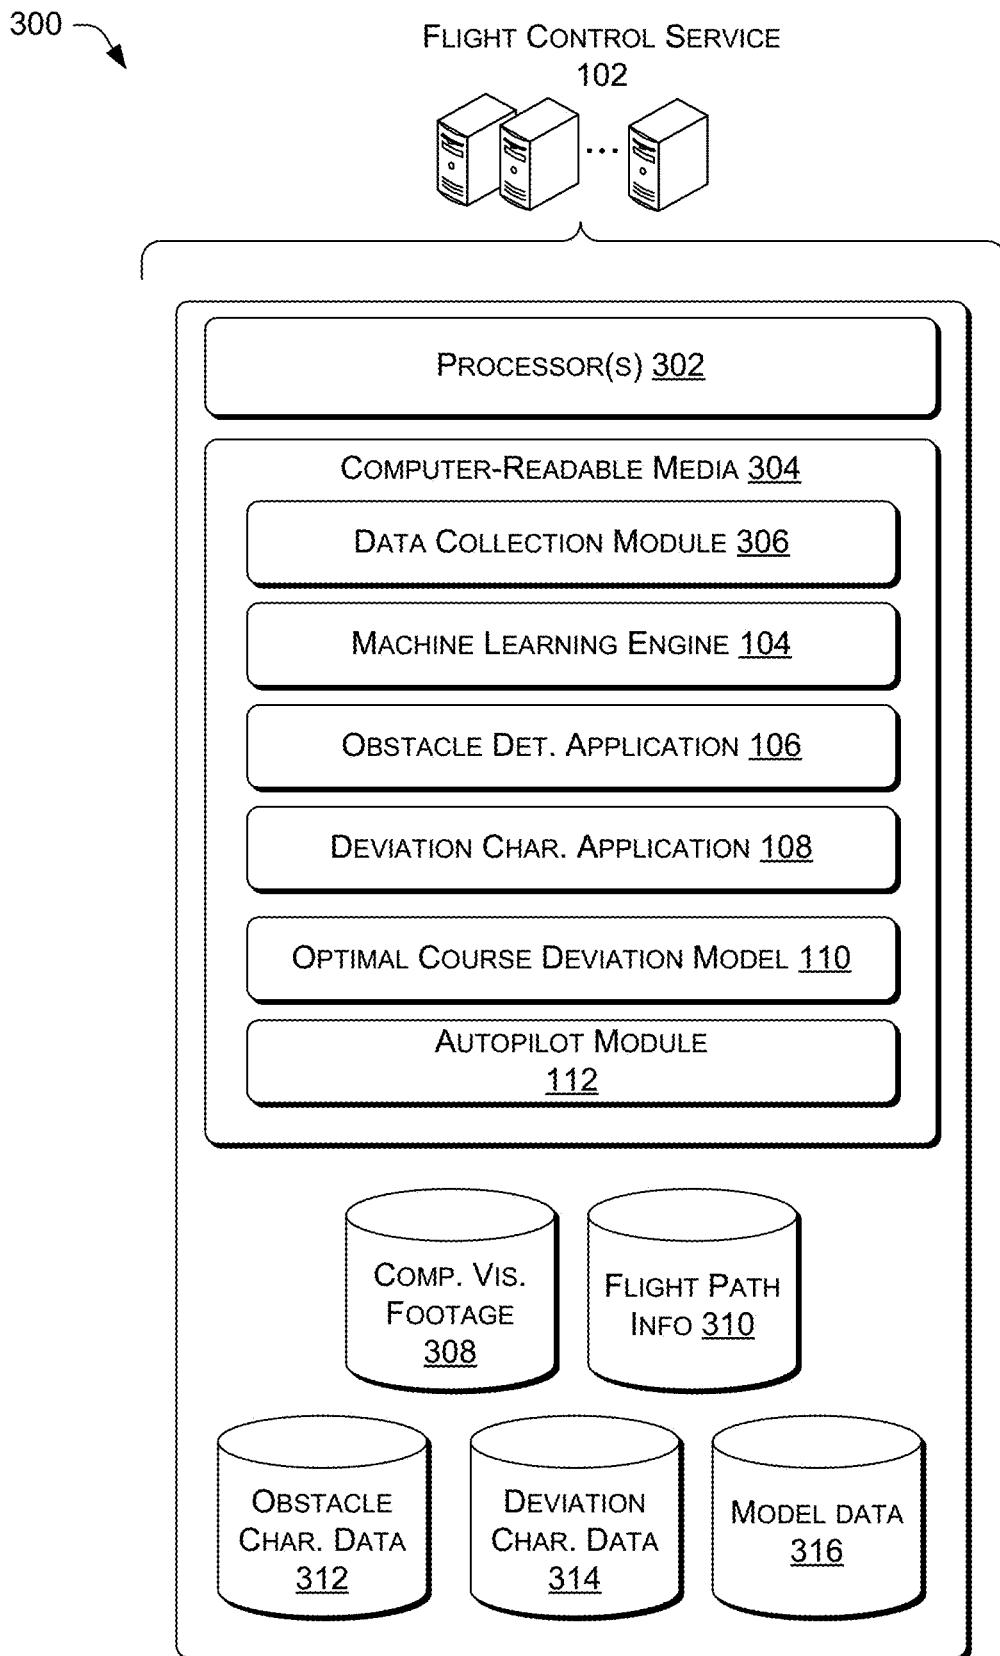 300
FLIGHT CONTROL SERVICE
102
...
PROCESSOR(S) 302
COMPUTER-READABLE MEDIA 304
DATA COLLECTION MODULE 306
MACHINE LEARNING ENGINE 104
OBSTACLE DET. APPLICATION 106
DEVIATION CHAR. APPLICATION 108
OPTIMAL COURSE DEVIATION MODEL 110
AUTOPILOT MODULE
112
COMP. VIS.
FOOTAGE
308
FLIGHT PATH
INFO 310
OBSTACLE
CHAR. DATA
312
DEVIATION
CHAR. DATA
314
MODEL DATA
316